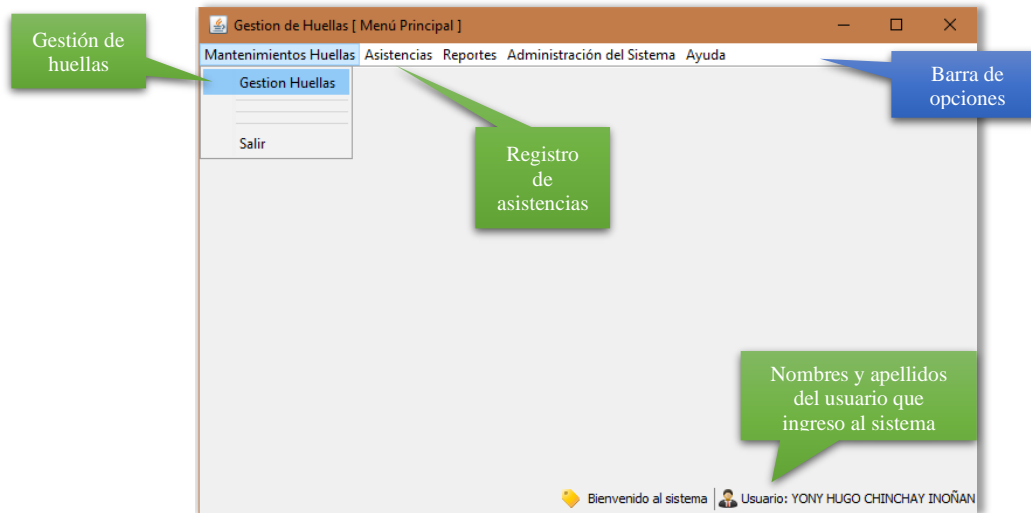 Gestión de
huellas
Gestion de Huellas [ Menú Principal ]
Mantenimientos Huellas Asistencias Reportes Administración del Sistema Ayuda
Gestion Huellas
Salir
Barra de
opciones
Registro
de
asistencias
Nombres y apellidos
del usuario que
ingreso al sistema
Bienvenido al sistema
Usuario: YONY HUGO CHINCHAY INOÑAN